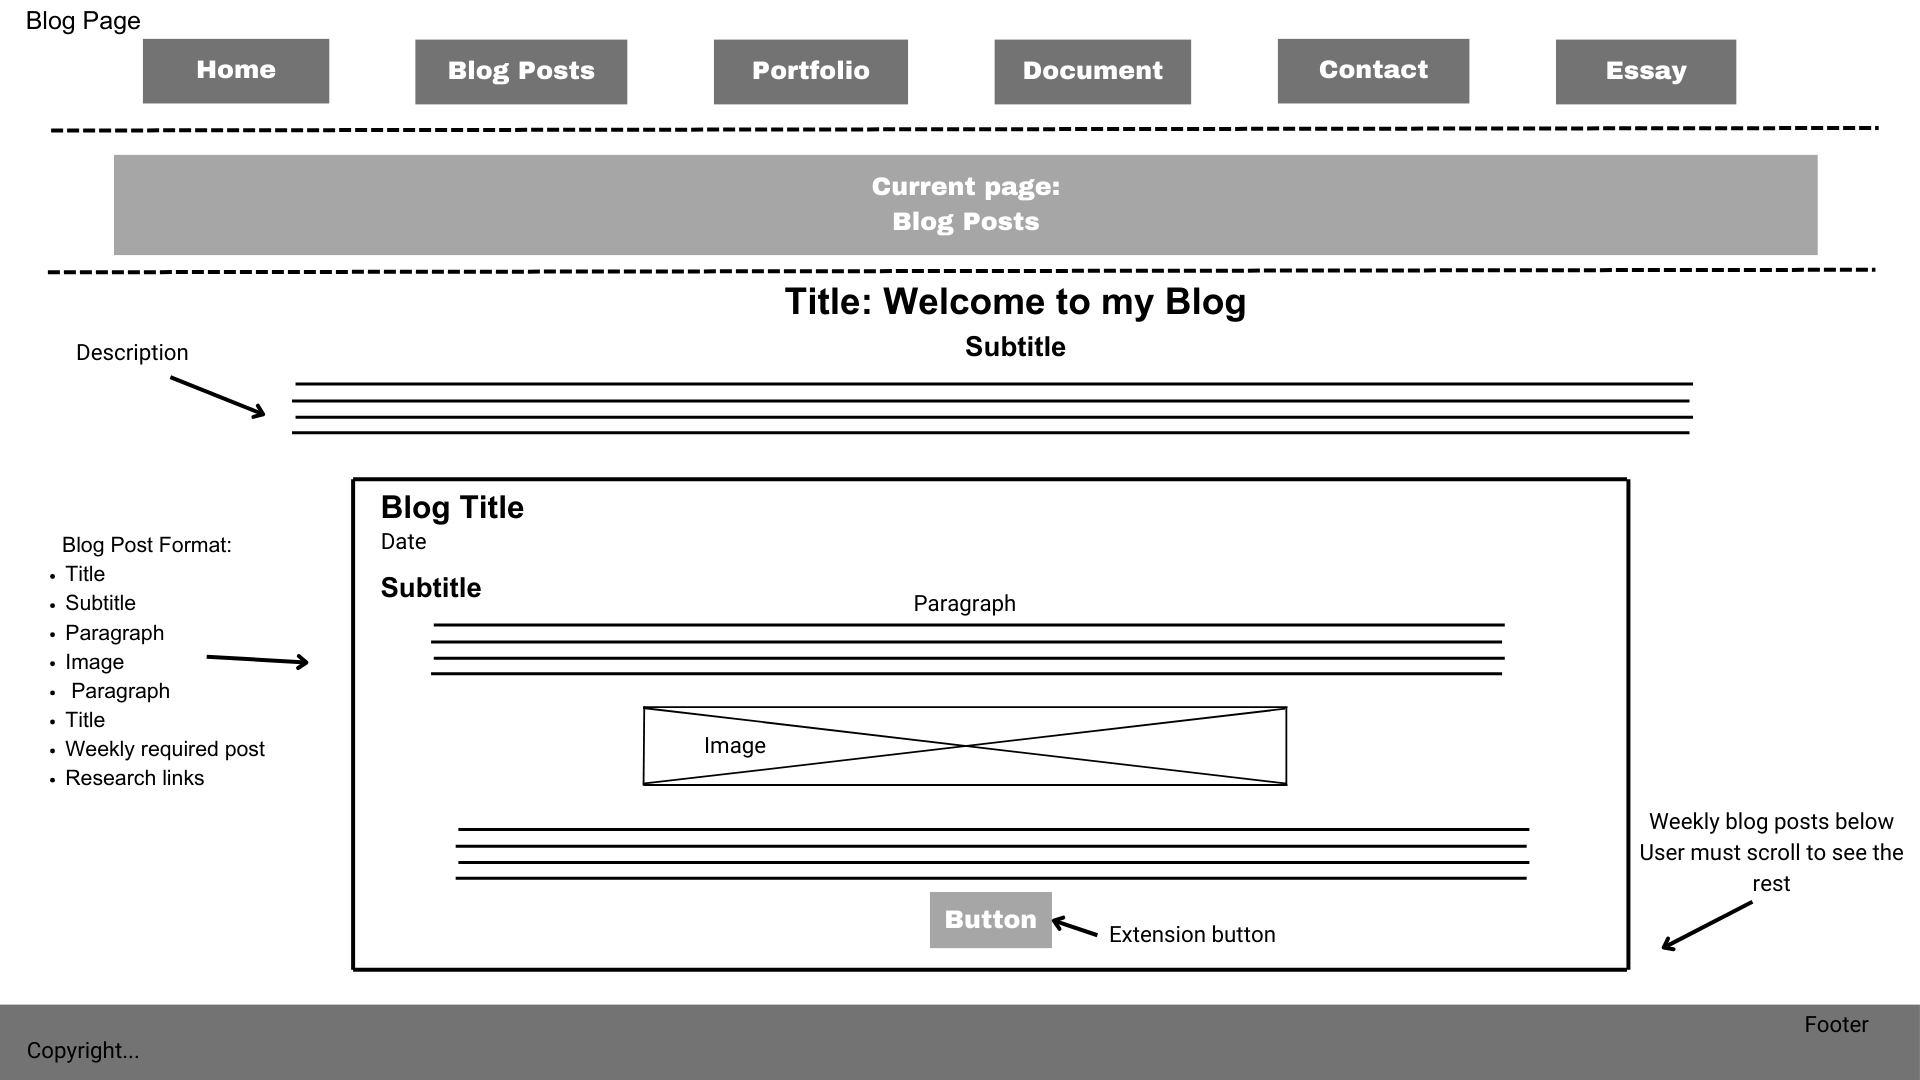 Blog Page
Home
Blog Posts
Portfolio
Document
Contact
Essay
Current page:
Blog Posts
Title: Welcome to my Blog
Subtitle
Description
Blog Title
Date
Subtitle
Paragraph
Image
Button
Extension button
Blog Post Format:
• Title
• Subtitle
• Paragraph
• Image
• Paragraph
• Title
• Weekly required post
• Research links
Weekly blog posts below
User must scroll to see the
rest
Footer
Copyright...